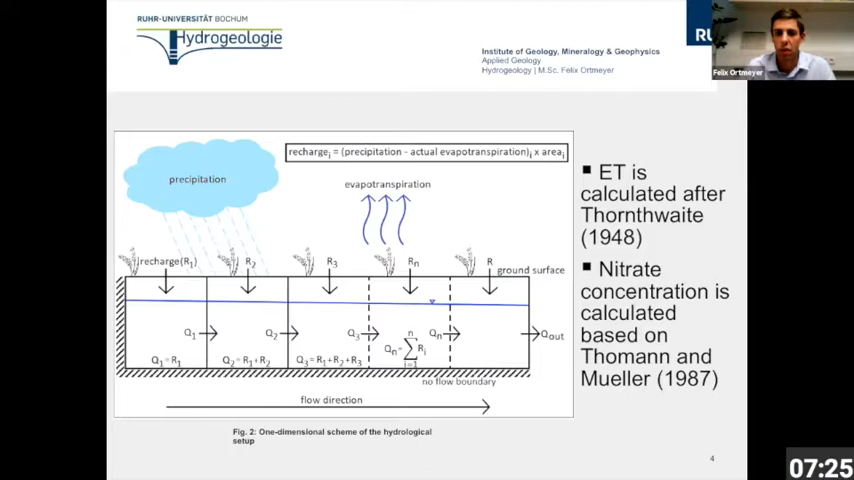 RUHR-UNIVERSITÄT BOCHUM
Hydrogeologie
Institute of Geology, Mineralogy & Geophysics
Applied Geology
Hydrogeology | M.Sc. Felix Ortmeyer
RU
Felix Ortmeyer
rechargeᵢ = (precipitation - actual evapotranspiration)ᵢ x areaᵢ
precipitation
evapotranspiration
recharge(R₁) R₂ R₃ Rn R
ground surface
Q₁ Q₂ Q₃ Qn Qout
Q₁=R₁ Q₂=R₁+R₂ Q₃=R₁+R₂+R₃ Qn=∑ⁿᵢ₌₁Rᵢ
no flow boundary
flow direction
Fig. 2: One-dimensional scheme of the hydrological
setup
▪ ET is
calculated after
Thornthwaite
(1948)
▪ Nitrate
concentration is
calculated
based on
Thomann and
Mueller (1987)
4
07:25